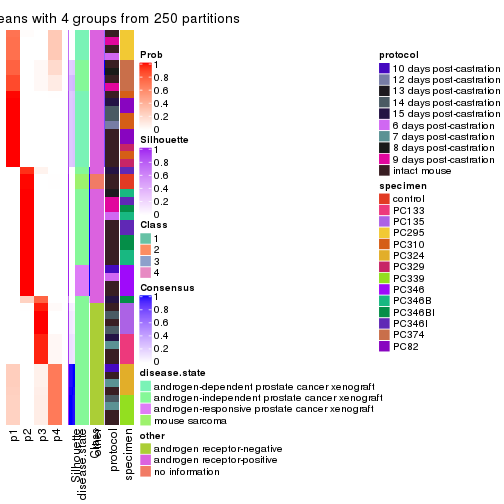 eans with 4 groups from 250 partitions
Prob
1
0.8
0.6
0.4
0.2
0
Silhouette
1
0.8
0.6
0.4
0.2
0
Class
1
2
3
4
Consensus
1
0.8
0.6
0.4
0.2
0
disease.state
androgen-dependent prostate cancer xenograft
androgen-independent prostate cancer xenograft
androgen-responsive prostate cancer xenograft
mouse sarcoma
other
androgen receptor-negative
androgen receptor-positive
no information
protocol
10 days post-castration
12 days post-castration
13 days post-castration
14 days post-castration
15 days post-castration
6 days post-castration
7 days post-castration
8 days post-castration
9 days post-castration
intact mouse
specimen
control
PC133
PC135
PC295
PC310
PC324
PC329
PC339
PC346
PC346B
PC346BI
PC346I
PC374
PC82
p1
p2
p3
p4
Silhouette
disease.state
Class
other
protocol
specimen